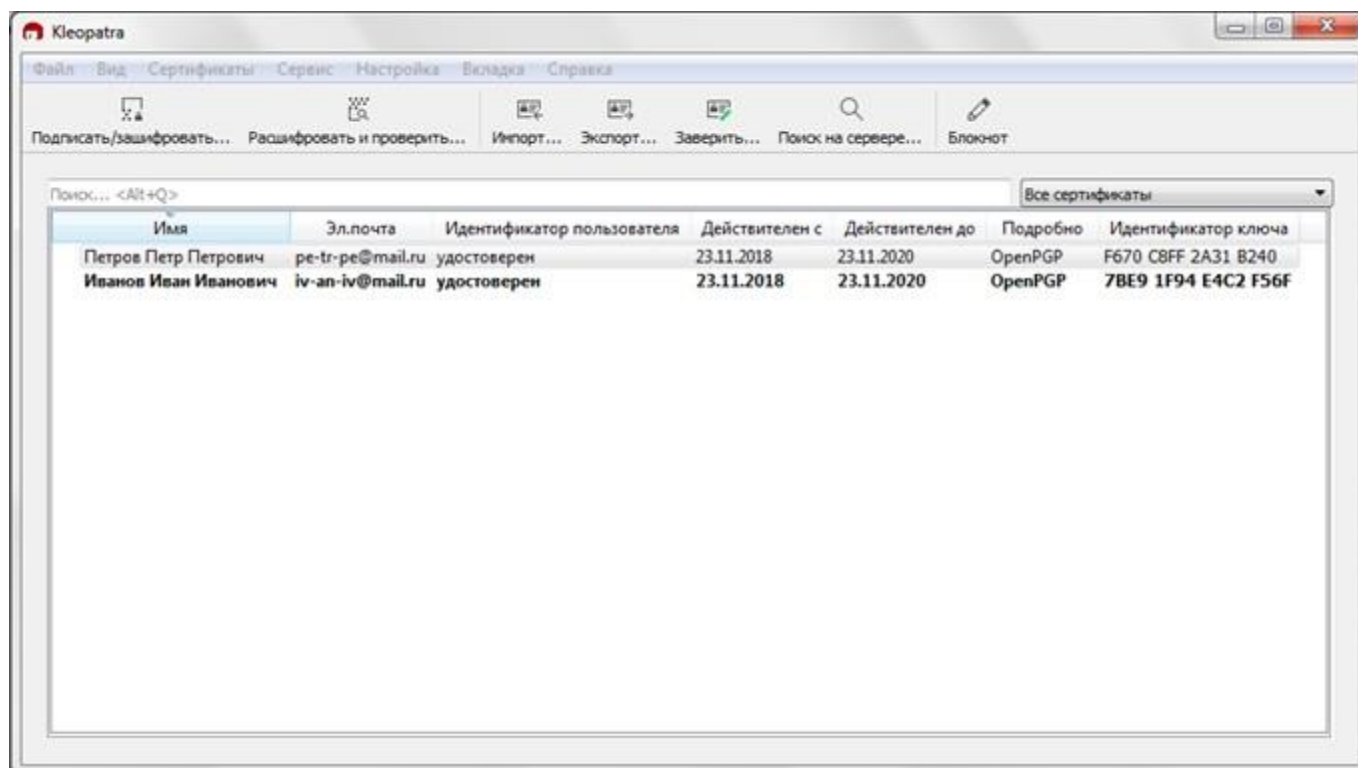 Kleopatra
Файл Вид Сертификаты Сервис Настройка Вкладка Справка
Подписать/зашифровать... Расшифровать и проверить... Импорт... Экспорт... Заверить... Поиск на сервере... Блокнот
Поиск... <Alt+Q> Все сертификаты
Имя Эл.почта Идентификатор пользователя Действителен с Действителен до Подробно Идентификатор ключа
Петров Петр Петрович pe-tr-pe@mail.ru удостоверен 23.11.2018 23.11.2020 OpenPGP F670 C8FF 2A31 B240
Иванов Иван Иванович iv-an-iv@mail.ru удостоверен 23.11.2018 23.11.2020 OpenPGP 7BE9 1F94 E4C2 F56F